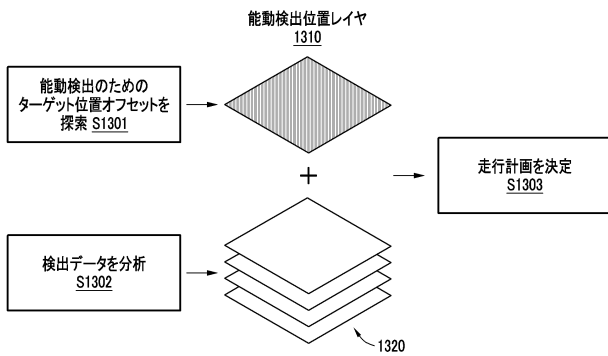 能動検出位置レイヤ
1310
能動検出のための
ターゲット位置オフセットを
探索 S1301
+
走行計画を決定
S1303
検出データを分析
S1302
1320